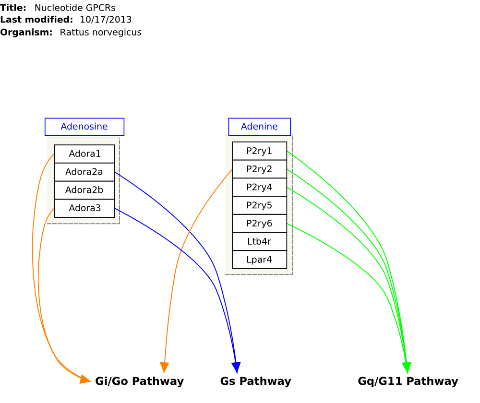 Title: Nucleotide GPCRs
Last modified: 10/17/2013
Organism: Rattus norvegicus
Adenosine
Adora1
Adora2a
Adora2b
Adora3
Adenine
P2ry1
P2ry2
P2ry4
P2ry5
P2ry6
Ltb4r
Lpar4
Gi/Go Pathway
Gs Pathway
Gq/G11 Pathway